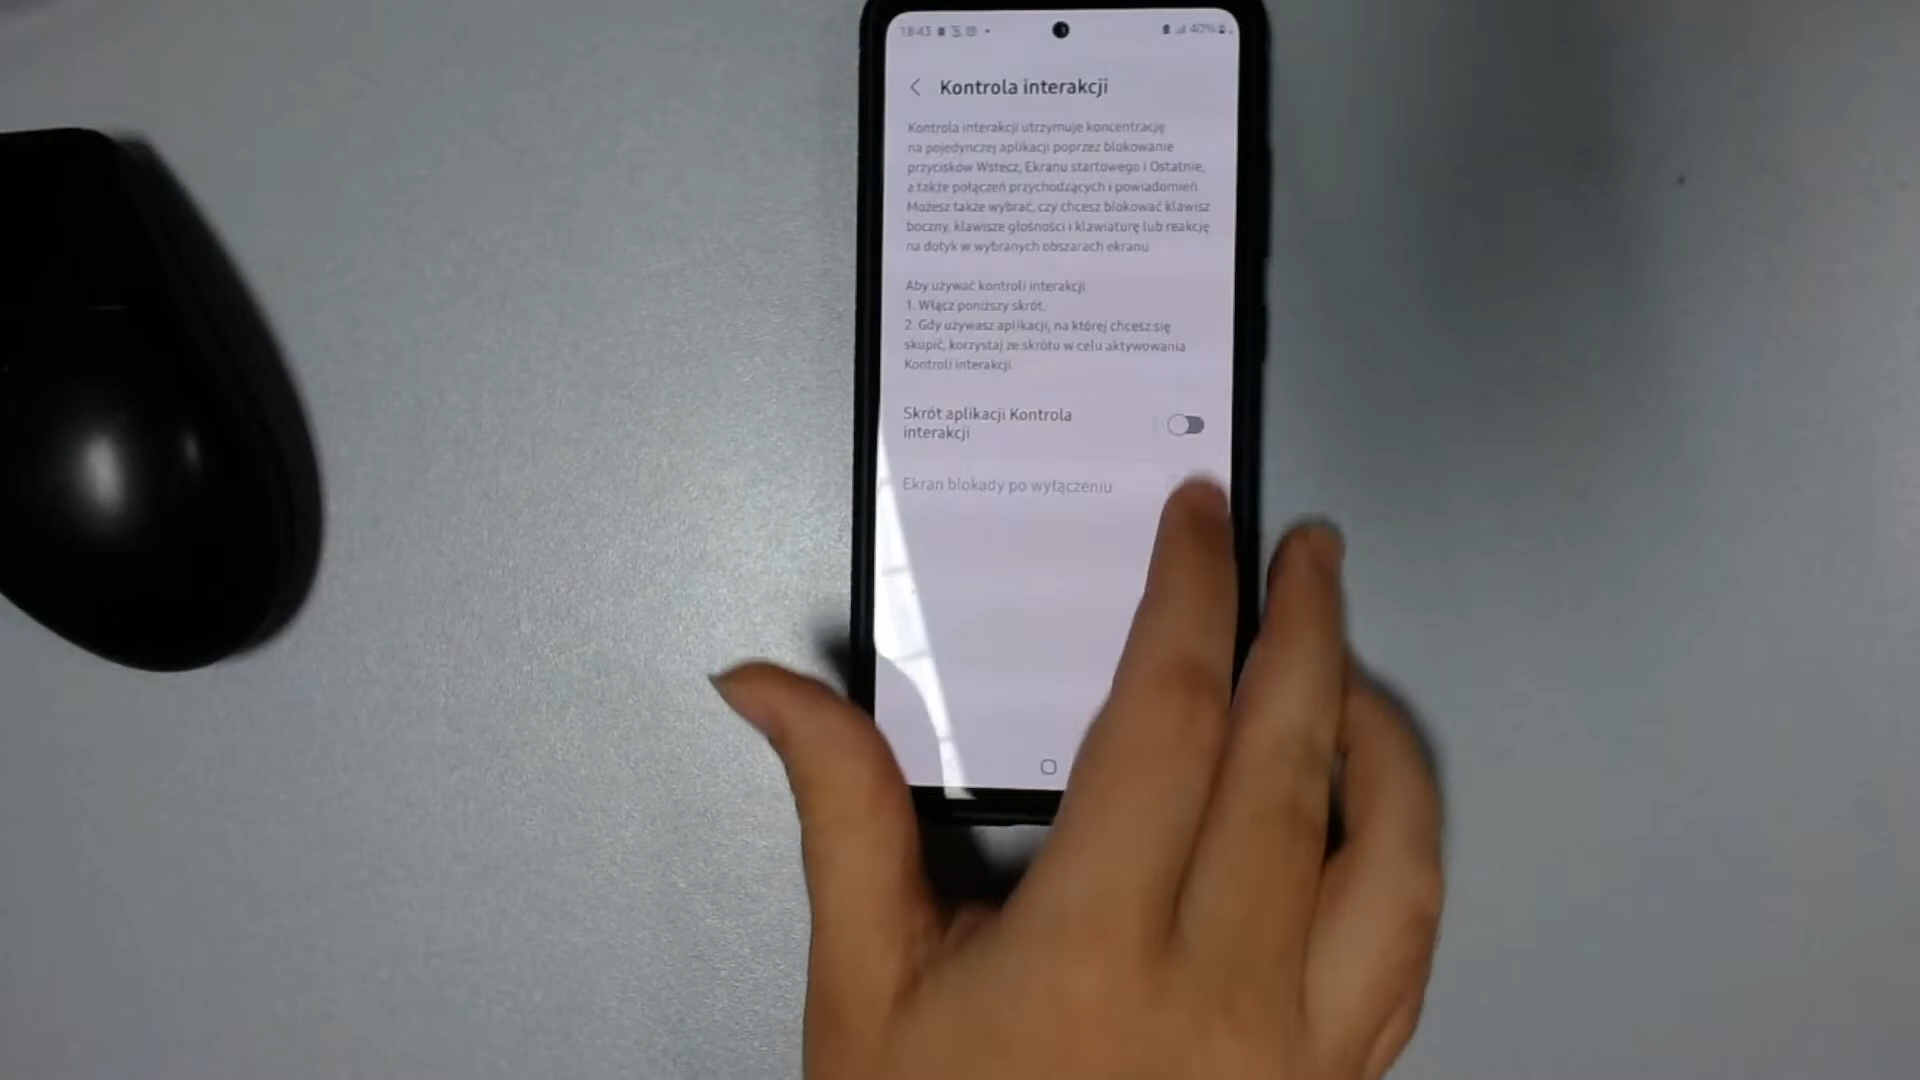 18:43 40%
Kontrola interakcji
Kontrola interakcji utrzymuje koncentrację
na pojedynczej aplikacji poprzez blokowanie
przycisków Wstecz, Ekranu startowego i Ostatnie,
a także połączeń przychodzących i powiadomień.
Możesz także wybrać, czy chcesz blokować klawisz
boczny, klawisze głośności i klawiaturę lub reakcję
na dotyk w wybranych obszarach ekranu
Aby używać kontroli interakcji
1. Włącz poniższy skrót.
2. Gdy używasz aplikacji, na której chcesz się
skupić, korzystaj ze skrótu w celu aktywowania
Kontroli interakcji.
Skrót aplikacji Kontrola
interakcji
Ekran blokady po wyłączeniu